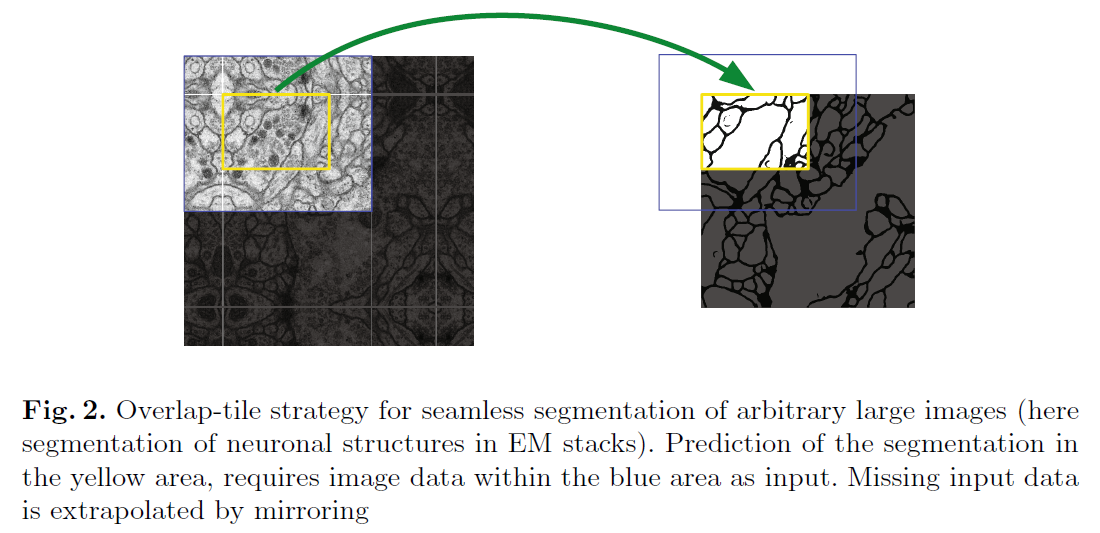 Fig. 2. Overlap-tile strategy for seamless segmentation of arbitrary large images (here
segmentation of neuronal structures in EM stacks). Prediction of the segmentation in
the yellow area, requires image data within the blue area as input. Missing input data
is extrapolated by mirroring